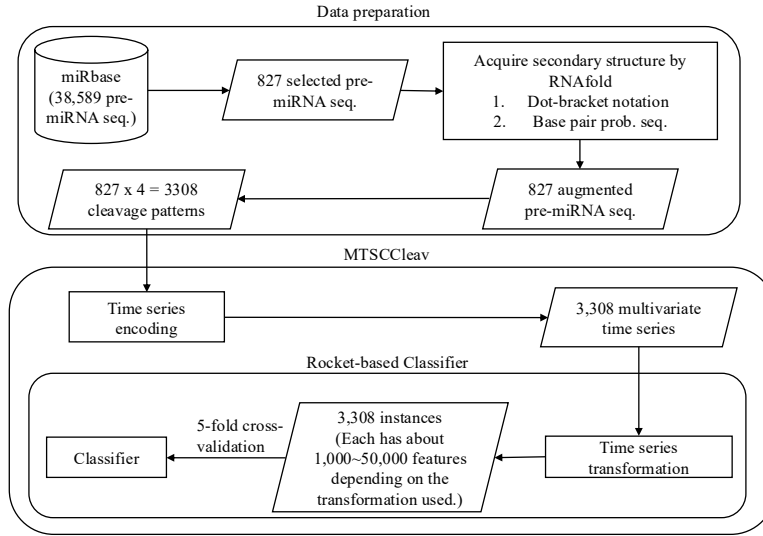 Data preparation
miRbase
(38,589 pre-
miRNA seq.)
827 selected pre-
miRNA seq.
Acquire secondary structure by
RNAfold
1. Dot-bracket notation
2. Base pair prob. seq.
827 x 4 = 3308
cleavage patterns
827 augmented
pre-miRNA seq.
MTSCCleav
Time series
encoding
3,308 multivariate
time series
Rocket-based Classifier
Classifier
5-fold cross-
validation
3,308 instances
(Each has about
1,000~50,000 features
depending on the
transformation used.)
Time series
transformation